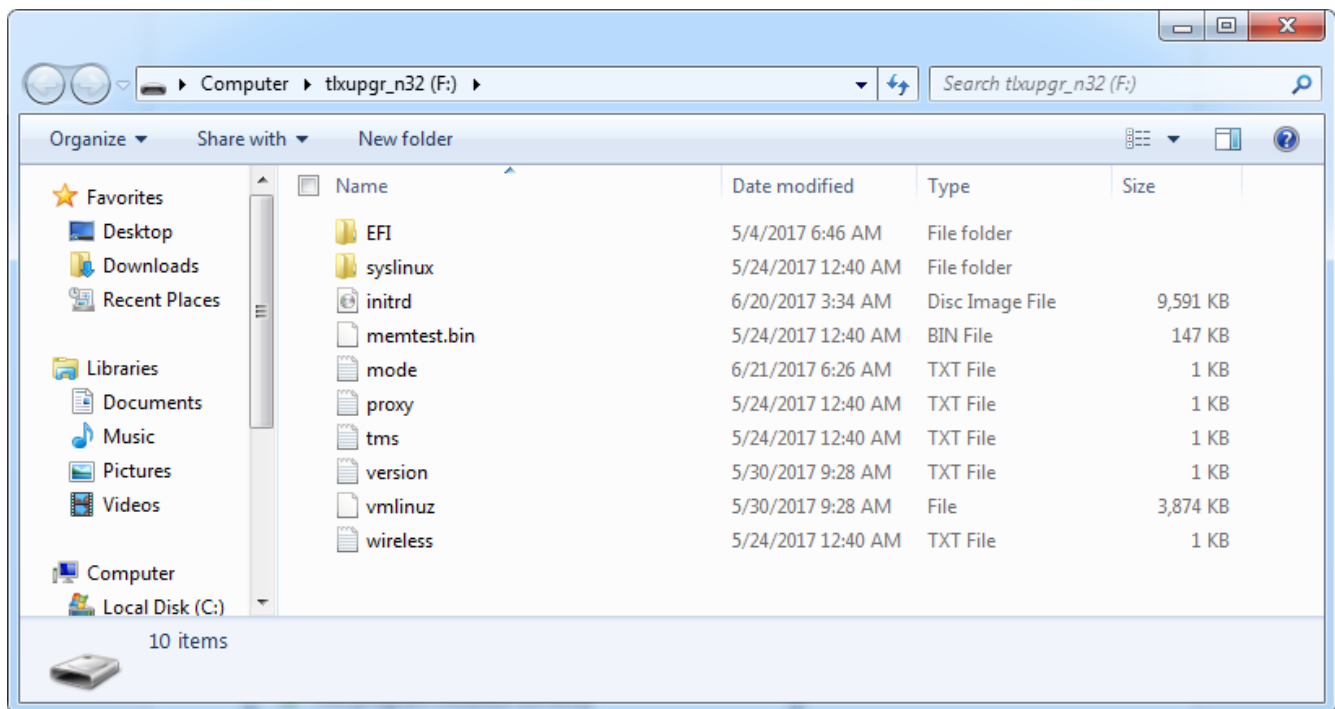 Computer tlxupgr_n32 (F:) Search tlxupgr_n32 (F:)
Organize Share with New folder
Favorites
Desktop
Downloads
Recent Places
Libraries
Documents
Music
Pictures
Videos
Computer
Local Disk (C:)
Name Date modified Type Size
EFI 5/4/2017 6:46 AM File folder
syslinux 5/24/2017 12:40 AM File folder
initrd 6/20/2017 3:34 AM Disc Image File 9,591 KB
memtest.bin 5/24/2017 12:40 AM BIN File 147 KB
mode 6/21/2017 6:26 AM TXT File 1 KB
proxy 5/24/2017 12:40 AM TXT File 1 KB
tms 5/24/2017 12:40 AM TXT File 1 KB
version 5/30/2017 9:28 AM TXT File 1 KB
vmlinuz 5/30/2017 9:28 AM File 3,874 KB
wireless 5/24/2017 12:40 AM TXT File 1 KB
10 items